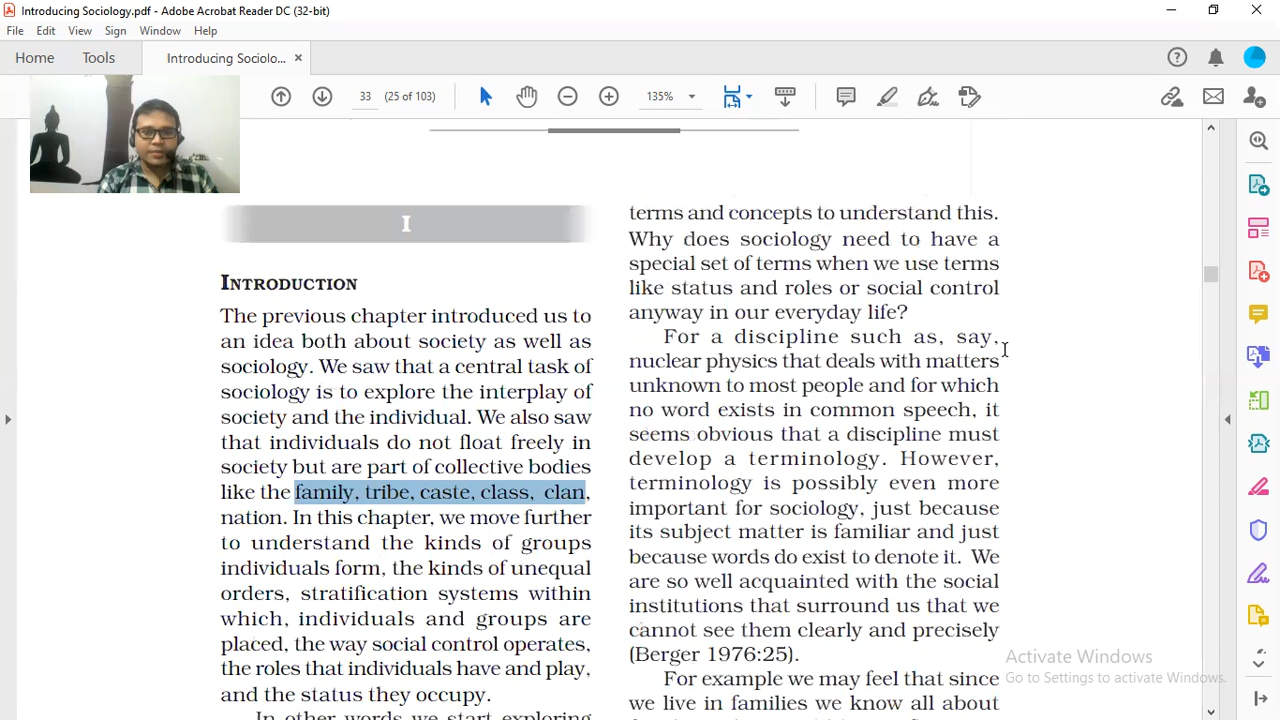 Introducing Sociology.pdf - Adobe Acrobat Reader DC (32-bit)
File Edit View Sign Window Help
Home Tools Introducing Sociolo... ×
33 (25 of 103) 135%
I
INTRODUCTION
The previous chapter introduced us to
an idea both about society as well as
sociology. We saw that a central task of
sociology is to explore the interplay of
society and the individual. We also saw
that individuals do not float freely in
society but are part of collective bodies
like the family, tribe, caste, class, clan,
nation. In this chapter, we move further
to understand the kinds of groups
individuals form, the kinds of unequal
orders, stratification systems within
which, individuals and groups are
placed, the way social control operates,
the roles that individuals have and play,
and the status they occupy.
In other words we start exploring
terms and concepts to understand this.
Why does sociology need to have a
special set of terms when we use terms
like status and roles or social control
anyway in our everyday life?
For a discipline such as, say,
nuclear physics that deals with matters
unknown to most people and for which
no word exists in common speech, it
seems obvious that a discipline must
develop a terminology. However,
terminology is possibly even more
important for sociology, just because
its subject matter is familiar and just
because words do exist to denote it. We
are so well acquainted with the social
institutions that surround us that we
cannot see them clearly and precisely
(Berger 1976:25).
For example we may feel that since
we live in families we know all about
Activate Windows
Go to Settings to activate Windows.